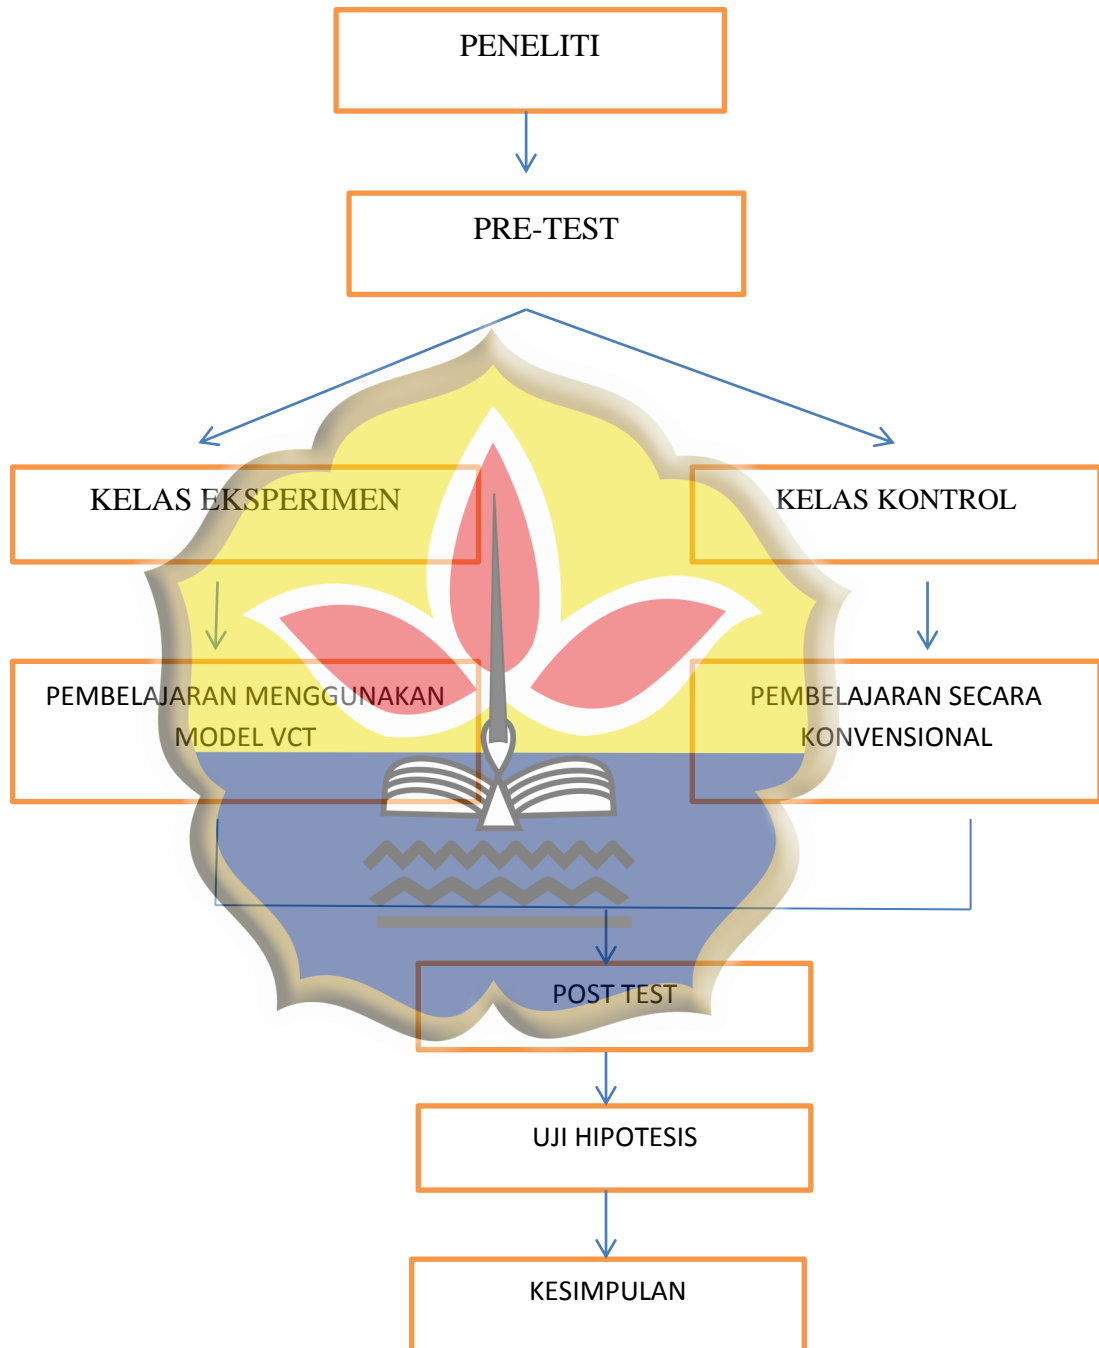 PENELITI
PRE-TEST
KELAS EKSPERIMEN
KELAS KONTROL
PEMBELAJARAN MENGGUNAKAN
MODEL VCT
PEMBELAJARAN SECARA
KONVENSIONAL
POST TEST
UJI HIPOTESIS
KESIMPULAN